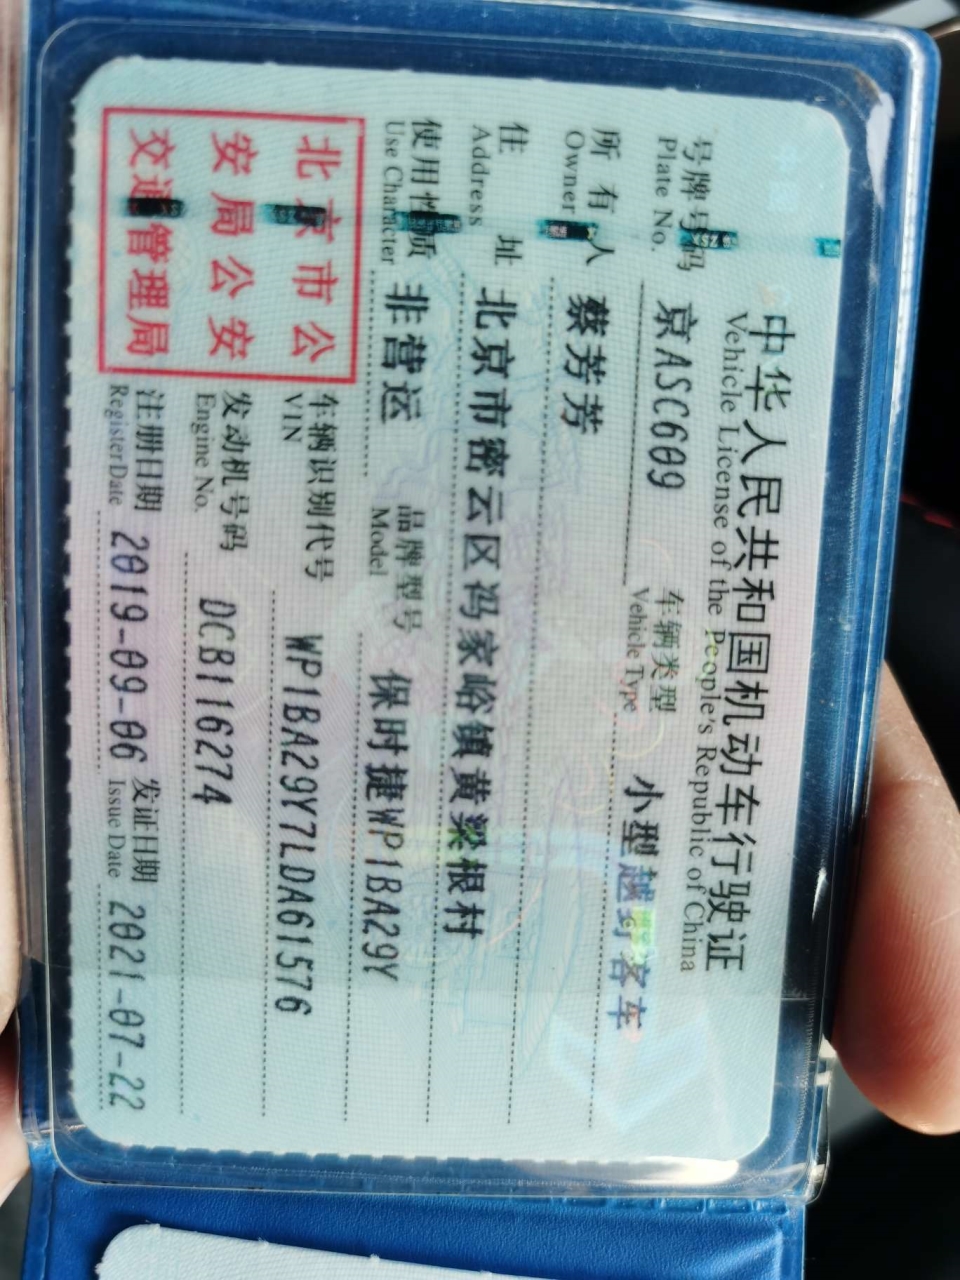 中华人民共和国机动车行驶证
Vehicle License of the People's Republic of China
号牌号码 京ASC609 车辆类型 小型越野客车
Plate No. Vehicle Type
所有人 蔡芳芳
Owner
住址 北京市密云区冯家峪镇黄梁根村
Address
使用性质 非营运 品牌型号 保时捷WP1BA29Y
Use Character Model
北京市公安局公安交通管理局
车辆识别代号 WP1BA29Y7LDA61576
VIN
发动机号码 DCB116274
Engine No.
注册日期 2019-09-06 发证日期 2021-07-22
Register Date Issue Date